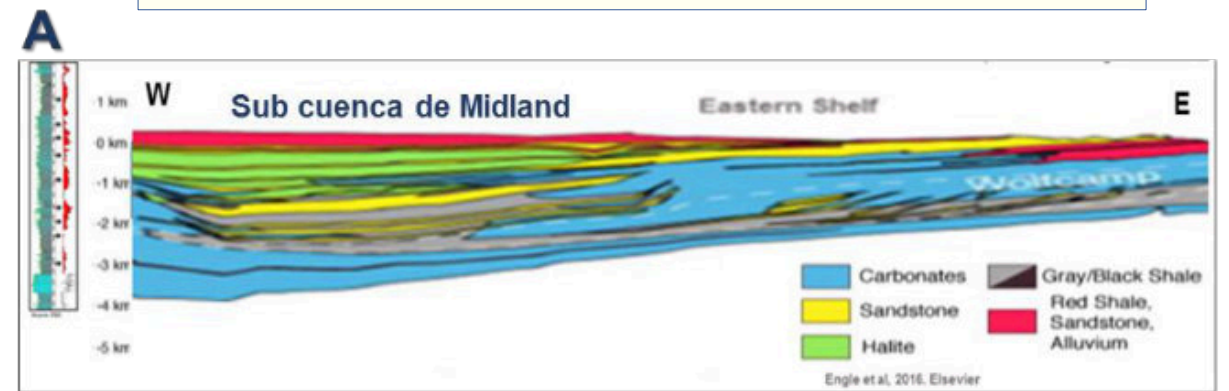 A
W
Sub cuenca de Midland
Eastern Shelf
E
1 km
0 km
-1 km
-2 km
-3 km
-4 km
-5 km
Wolfcamp
Carbonates
Sandstone
Halite
Gray/Black Shale
Red Shale,
Sandstone,
Alluvium
Engle et al, 2016. Elsevier